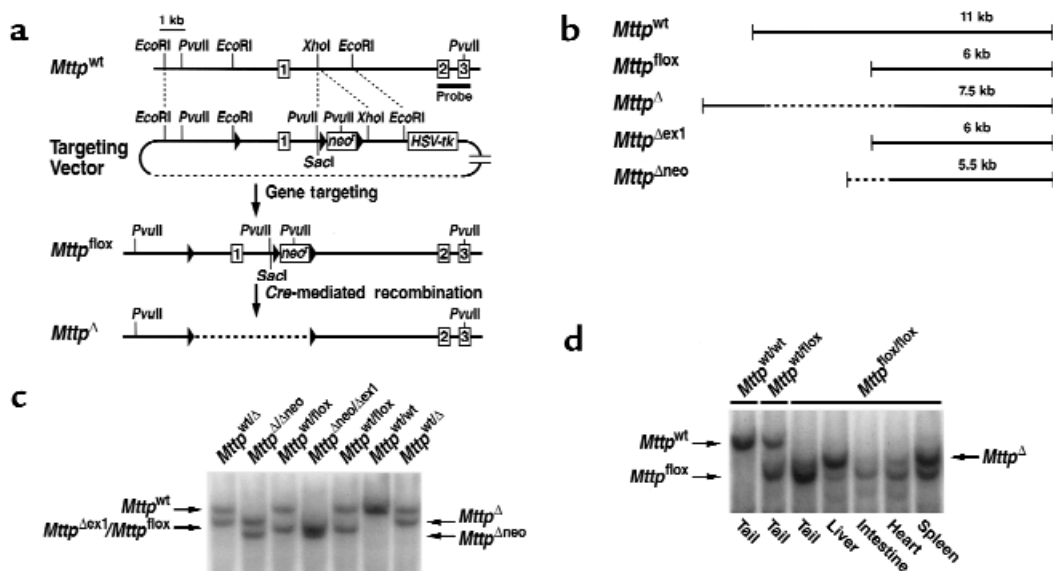 a
1 kb
EcoRI PvuII EcoRI XhoI EcoRI PvuII
Mttp^wt 1 2 3
Probe
EcoRI PvuII EcoRI PvuII PvuII XhoI EcoRI
Targeting Vector 1 neo^r HSV-tk
SacI
Gene targeting
PvuII PvuII PvuII PvuII
Mttp^flox 1 neo^r 2 3
SacI
Cre-mediated recombination
PvuII PvuII
Mttp^Δ 2 3
b
Mttp^wt 11 kb
Mttp^flox 6 kb
Mttp^Δ 7.5 kb
Mttp^Δex1 6 kb
Mttp^Δneo 5.5 kb
c
Mttp^wt/Δ Mttp^Δ/Δneo Mttp^wt/flox Mttp^Δneo/Δex1 Mttp^wt/flox Mttp^wt/wt Mttp^wt/Δ
Mttp^wt
Mttp^Δex1/Mttp^flox
Mttp^Δ
Mttp^Δneo
d
Mttp^wt/wt Mttp^wt/flox Mttp^flox/flox
Mttp^wt
Mttp^flox
Mttp^Δ
Tail Tail Tail Liver Intestine Heart Spleen